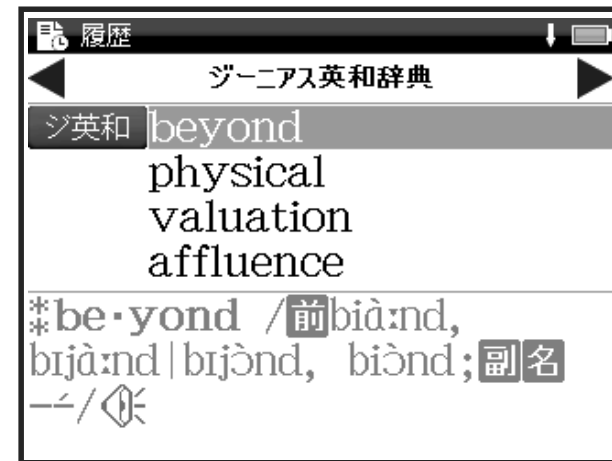 履歴
ジーニアス英和辞典
ジ英和 beyond
physical
valuation
affluence
⁑be·yond /前biɑ̀ːnd,
bɪjɑ̀ːnd|bɪjɔ̀nd, biɔ̀nd;副名
−−́/